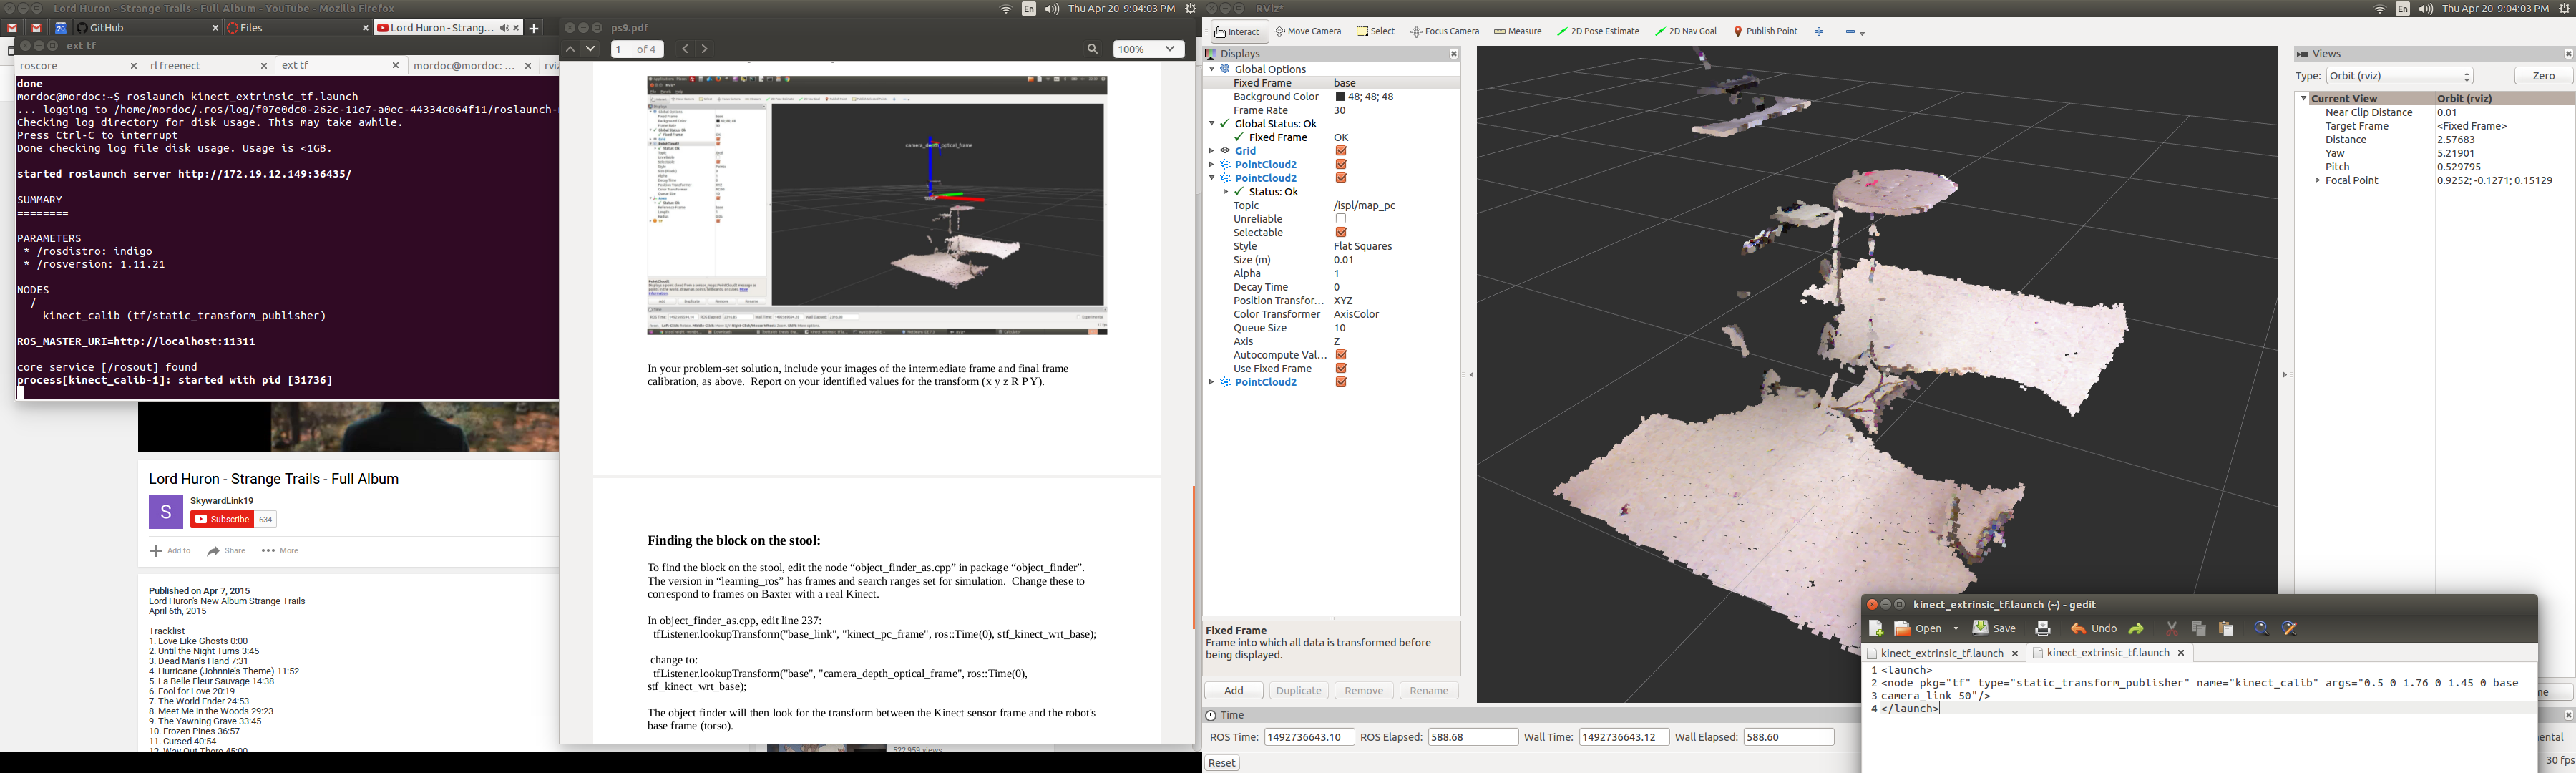 Lord Huron - Strange Trails - Full Album - YouTube - Mozilla Firefox
En
Thu Apr 20 9:04:03 PM
GitHub
Files
Lord Huron - Strang...
ext tf
roscore
rl freenect
ext tf
mordoc@mordoc: ...
done
mordoc@mordoc:~$ roslaunch kinect_extrinsic_tf.launch
... logging to /home/mordoc/.ros/log/f07e0dc0-262c-11e7-a0ec-44334c064f11/roslaunch-
Checking log directory for disk usage. This may take awhile.
Press Ctrl-C to interrupt
Done checking log file disk usage. Usage is <1GB.
started roslaunch server http://172.19.12.149:36435/
SUMMARY
========
PARAMETERS
* /rosdistro: indigo
* /rosversion: 1.11.21
NODES
/
kinect_calib (tf/static_transform_publisher)
ROS_MASTER_URI=http://localhost:11311
core service [/rosout] found
process[kinect_calib-1]: started with pid [31736]
Lord Huron - Strange Trails - Full Album
S
SkywardLink19
Subscribe 634
Add to Share More
Published on Apr 7, 2015
Lord Huron's New Album Strange Trails
April 6th, 2015
Tracklist
1. Love Like Ghosts 0:00
2. Until the Night Turns 3:45
3. Dead Man's Hand 7:31
4. Hurricane (Johnnie's Theme) 11:52
5. La Belle Fleur Sauvage 14:38
6. Fool for Love 20:19
7. The World Ender 24:53
8. Meet Me in the Woods 29:23
9. The Yawning Grave 33:45
10. Frozen Pines 36:57
11. Cursed 40:54
12. Way Out There 45:00
ps9.pdf
1 of 4
100%
camera_depth_optical_frame
In your problem-set solution, include your images of the intermediate frame and final frame
calibration, as above. Report on your identified values for the transform (x y z R P Y).
Finding the block on the stool:
To find the block on the stool, edit the node “object_finder_as.cpp” in package “object_finder”.
The version in “learning_ros” has frames and search ranges set for simulation. Change these to
correspond to frames on Baxter with a real Kinect.
In object_finder_as.cpp, edit line 237:
tfListener.lookupTransform("base_link", "kinect_pc_frame", ros::Time(0), stf_kinect_wrt_base);
change to:
tfListener.lookupTransform("base", "camera_depth_optical_frame", ros::Time(0),
stf_kinect_wrt_base);
The object finder will then look for the transform between the Kinect sensor frame and the robot's
base frame (torso).
522,959 views
RViz*
En
Thu Apr 20 9:04:03 PM
Interact Move Camera Select Focus Camera Measure 2D Pose Estimate 2D Nav Goal Publish Point
Displays
Global Options
Fixed Frame base
Background Color 48; 48; 48
Frame Rate 30
Global Status: Ok
Fixed Frame OK
Grid
PointCloud2
PointCloud2
Status: Ok
Topic /ispl/map_pc
Unreliable
Selectable
Style Flat Squares
Size (m) 0.01
Alpha 1
Decay Time 0
Position Transfor... XYZ
Color Transformer AxisColor
Queue Size 10
Axis Z
Autocompute Val...
Use Fixed Frame
PointCloud2
Fixed Frame
Frame into which all data is transformed before
being displayed.
Add Duplicate Remove Rename
Time
ROS Time: 1492736643.10 ROS Elapsed: 588.68 Wall Time: 1492736643.12 Wall Elapsed: 588.60
Reset
30 fps
Views
Type: Orbit (rviz) Zero
Current View Orbit (rviz)
Near Clip Distance 0.01
Target Frame <Fixed Frame>
Distance 2.57683
Yaw 5.21901
Pitch 0.529795
Focal Point 0.9252; -0.1271; 0.15129
kinect_extrinsic_tf.launch (~) - gedit
Open Save Undo
kinect_extrinsic_tf.launch
kinect_extrinsic_tf.launch
1 <launch>
2 <node pkg="tf" type="static_transform_publisher" name="kinect_calib" args="0.5 0 1.76 0 1.45 0 base
3 camera_link 50"/>
4 </launch>